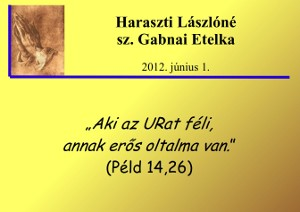 Haraszti Lászlóné
sz. Gabnai Etelka
2012. június 1.
„Aki az URat féli,
annak erős oltalma van."
(Péld 14,26)